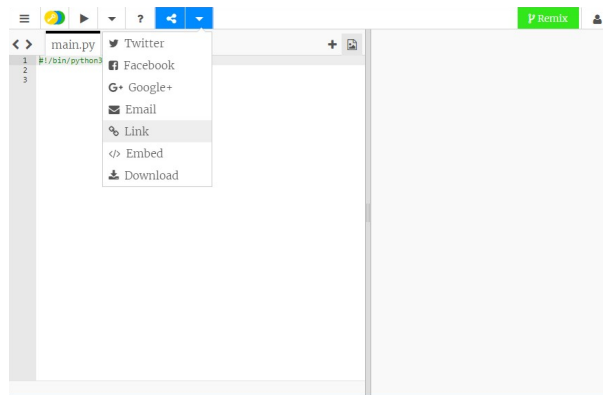 ?
Remix
main.py
1 #!/bin/python3
2
3
Twitter
Facebook
G+ Google+
Email
Link
</> Embed
Download